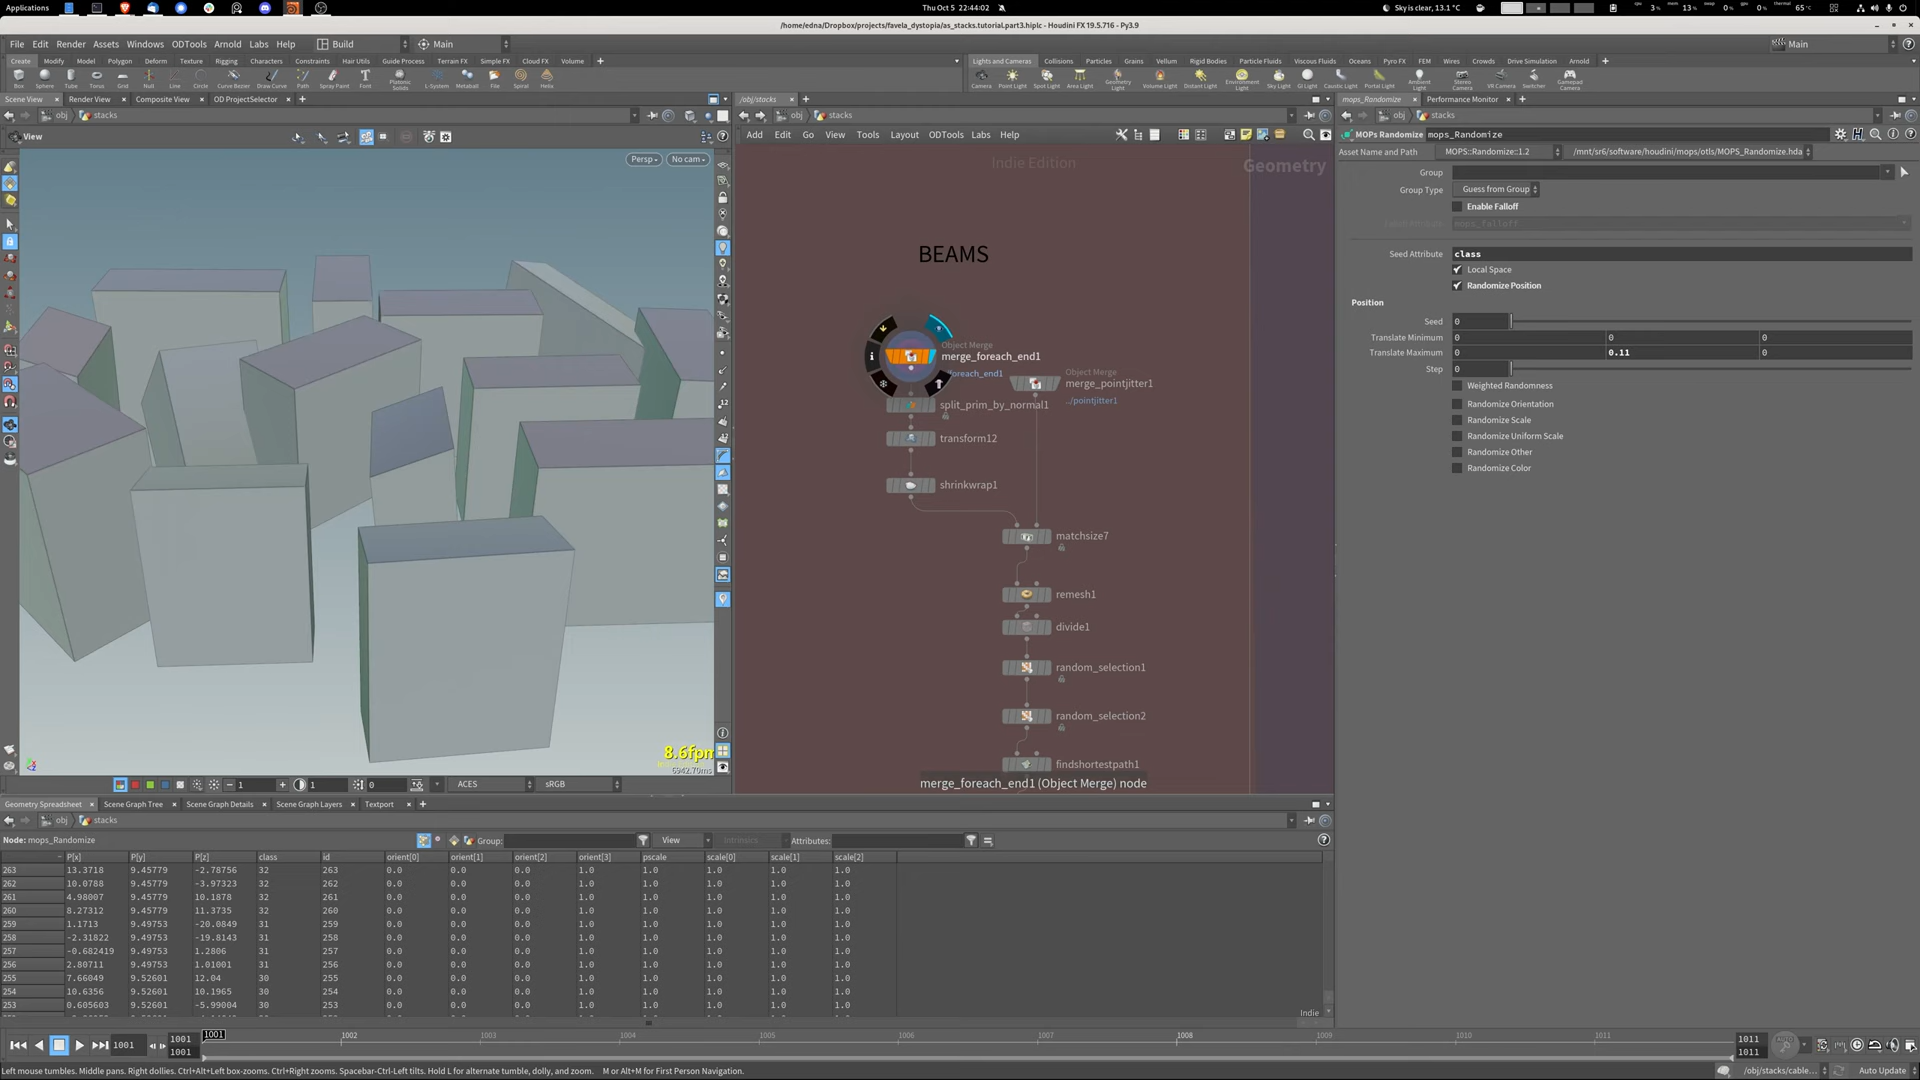 Applications
Thu Oct 5 22:44:02
Sky is clear, 13.1 °C
3 %
13 %
0 %
0 %
65°C
/home/edna/Dropbox/projects/favela_dystopia/as_stacks.tutorial.part3.hiplc - Houdini FX 19.5.716 - Py3.9
File Edit Render Assets Windows ODTools Arnold Labs Help Build Main
Main
Create Modify Model Polygon Deform Texture Rigging Characters Constraints Hair Utils Guide Process Terrain FX Simple FX Cloud FX Volume
Lights and Cameras Collisions Particles Grains Vellum Rigid Bodies Particle Fluids Viscous Fluids Oceans Pyro FX FEM Wires Crowds Drive Simulation Arnold
Box Sphere Tube Torus Grid Null Line Circle Curve Bezier Draw Curve Path Spray Paint Font Platonic Solids L-System Metaball File Spiral Helix
Camera Point Light Spot Light Area Light Geometry Light Volume Light Distant Light Environment Light Sky Light GI Light Caustic Light Portal Light Ambient Light Stereo Camera VR Camera Switcher Gamepad Camera
Scene View Render View Composite View OD ProjectSelector
/obj/stacks
mops_Randomize Performance Monitor
obj stacks
obj stacks
obj stacks
View
Persp No cam
8.6fp
6942.79ms
1 1 0 ACES sRGB
Add Edit Go View Tools Layout ODTools Labs Help
Indie Edition
Geometry
BEAMS
Object Merge
merge_foreach_end1
/foreach_end1
Object Merge
merge_pointjitter1
../pointjitter1
split_prim_by_normal1
transform12
shrinkwrap1
matchsize7
remesh1
divide1
random_selection1
random_selection2
findshortestpath1
merge_foreach_end1 (Object Merge) node
MOPs Randomize mops_Randomize
Asset Name and Path MOPS::Randomize::1.2 /mnt/sr6/software/houdini/mops/otls/MOPS_Randomize.hda
Group
Group Type Guess from Group
Enable Falloff
mops_falloff
Seed Attribute class
Local Space
Randomize Position
Position
Seed 0
Translate Minimum 0 0 0
Translate Maximum 0 0.11 0
Step 0
Weighted Randomness
Randomize Orientation
Randomize Scale
Randomize Uniform Scale
Randomize Other
Randomize Color
Geometry Spreadsheet Scene Graph Tree Scene Graph Details Scene Graph Layers Textport
obj stacks
Node: mops_Randomize Group: View Intrinsics Attributes:
P[x] P[y] P[z] class id orient[0] orient[1] orient[2] orient[3] pscale scale[0] scale[1] scale[2]
263 13.3718 9.45779 -2.78756 32 263 0.0 0.0 0.0 1.0 1.0 1.0 1.0 1.0
262 10.0788 9.45779 -3.97323 32 262 0.0 0.0 0.0 1.0 1.0 1.0 1.0 1.0
261 4.98007 9.45779 10.1878 32 261 0.0 0.0 0.0 1.0 1.0 1.0 1.0 1.0
260 8.27312 9.45779 11.3735 32 260 0.0 0.0 0.0 1.0 1.0 1.0 1.0 1.0
259 1.1713 9.49753 -20.0849 31 259 0.0 0.0 0.0 1.0 1.0 1.0 1.0 1.0
258 -2.31822 9.49753 -19.8143 31 258 0.0 0.0 0.0 1.0 1.0 1.0 1.0 1.0
257 -0.682419 9.49753 1.2806 31 257 0.0 0.0 0.0 1.0 1.0 1.0 1.0 1.0
256 2.80711 9.49753 1.01001 31 256 0.0 0.0 0.0 1.0 1.0 1.0 1.0 1.0
255 7.66049 9.52601 12.04 30 255 0.0 0.0 0.0 1.0 1.0 1.0 1.0 1.0
254 10.6356 9.52601 10.1965 30 254 0.0 0.0 0.0 1.0 1.0 1.0 1.0 1.0
253 0.605603 9.52601 -5.99004 30 253 0.0 0.0 0.0 1.0 1.0 1.0 1.0 1.0
Indie
1001 1001 1001 1001 1002 1003 1004 1005 1006 1007 1008 1009 1010 1011 1011 1011
Left mouse tumbles. Middle pans. Right dollies. Ctrl+Alt+Left box-zooms. Ctrl+Right zooms. Spacebar-Ctrl-Left tilts. Hold L for alternate tumble, dolly, and zoom. M or Alt+M for First Person Navigation.
/obj/stacks/cable... Auto Update